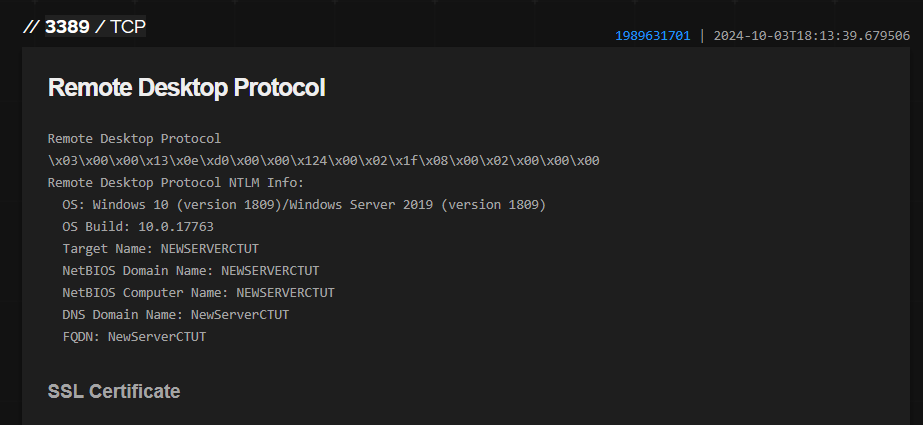 // 3389 / TCP
1989631701 | 2024-10-03T18:13:39.679506
Remote Desktop Protocol
Remote Desktop Protocol
\x03\x00\x00\x13\x0e\xd0\x00\x00\x124\x00\x02\x1f\x08\x00\x02\x00\x00\x00
Remote Desktop Protocol NTLM Info:
OS: Windows 10 (version 1809)/Windows Server 2019 (version 1809)
OS Build: 10.0.17763
Target Name: NEWSERVERCTUT
NetBIOS Domain Name: NEWSERVERCTUT
NetBIOS Computer Name: NEWSERVERCTUT
DNS Domain Name: NewServerCTUT
FQDN: NewServerCTUT
SSL Certificate